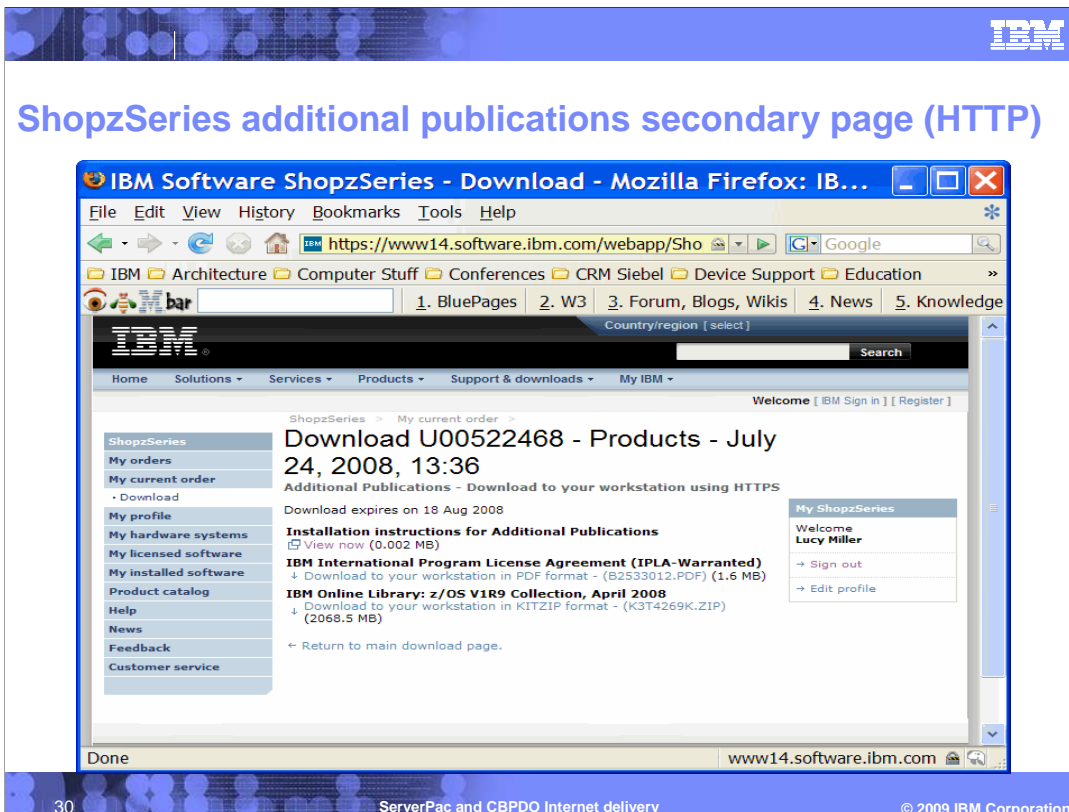 IBM
ShopzSeries additional publications secondary page (HTTP)
IBM Software ShopzSeries - Download - Mozilla Firefox: IB...
File Edit View History Bookmarks Tools Help
IBM https://www14.software.ibm.com/webapp/Sho G Google
IBM Architecture Computer Stuff Conferences CRM Siebel Device Support Education »
bar 1. BluePages 2. W3 3. Forum, Blogs, Wikis 4. News 5. Knowledge
Country/region [ select ]
IBM®
Search
Home Solutions Services Products Support & downloads My IBM
Welcome [ IBM Sign in ] [ Register ]
ShopzSeries > My current order >
ShopzSeries
My orders
My current order
• Download
My profile
My hardware systems
My licensed software
My installed software
Product catalog
Help
News
Feedback
Customer service
Download U00522468 - Products - July
24, 2008, 13:36
Additional Publications - Download to your workstation using HTTPS
Download expires on 18 Aug 2008
Installation instructions for Additional Publications
View now (0.002 MB)
IBM International Program License Agreement (IPLA-Warranted)
↓ Download to your workstation in PDF format - (B2533012.PDF) (1.6 MB)
IBM Online Library: z/OS V1R9 Collection, April 2008
↓ Download to your workstation in KITZIP format - (K3T4269K.ZIP)
(2068.5 MB)
← Return to main download page.
My ShopzSeries
Welcome
Lucy Miller
→ Sign out
→ Edit profile
Done www14.software.ibm.com
30 ServerPac and CBPDO Internet delivery © 2009 IBM Corporation